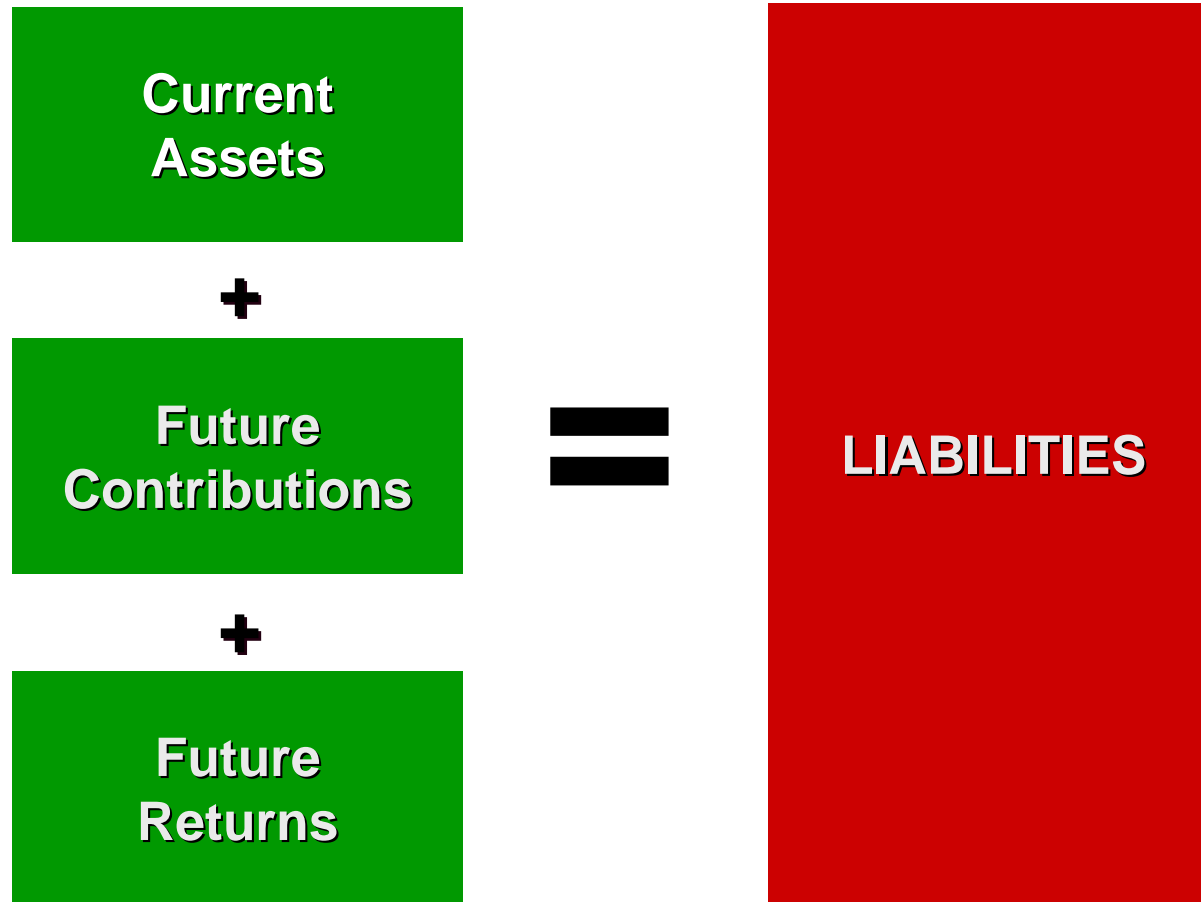 Current
Assets
+
Future
Contributions
+
Future
Returns
=
LIABILITIES